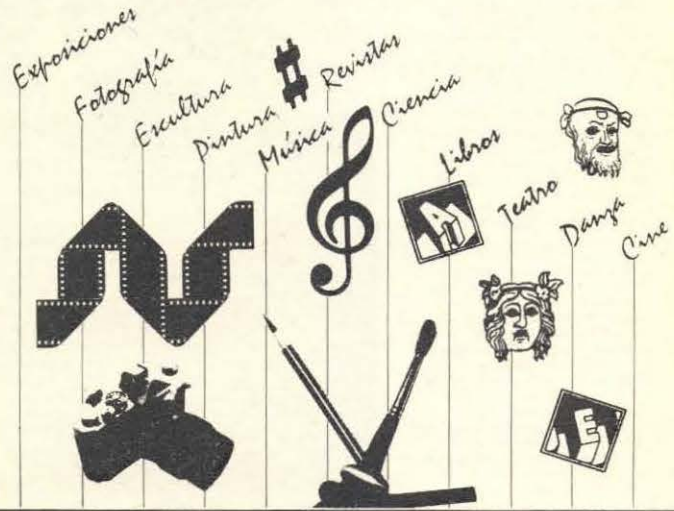 Exposiciones
Fotografía
Escultura
Pintura
Música
Revistas
Ciencia
Libros
Teatro
Danza
Cine